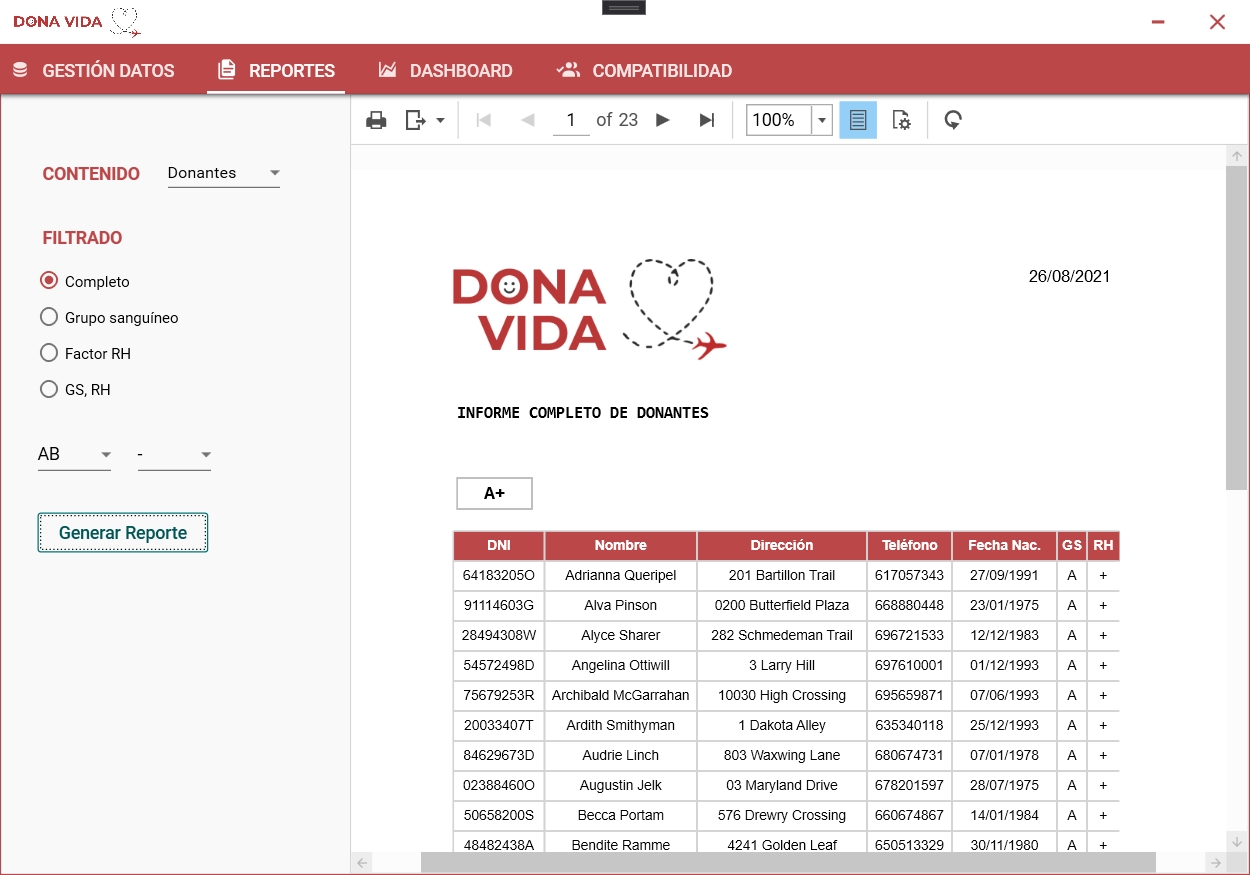 DONA VIDA
GESTIÓN DATOS REPORTES DASHBOARD COMPATIBILIDAD
1 of 23 100%
CONTENIDO Donantes
FILTRADO
Completo
Grupo sanguíneo
Factor RH
GS, RH
AB -
Generar Reporte
DONA
VIDA
26/08/2021
INFORME COMPLETO DE DONANTES
A+
DNI Nombre Dirección Teléfono Fecha Nac. GS RH
64183205O Adrianna Queripel 201 Bartillon Trail 617057343 27/09/1991 A +
91114603G Alva Pinson 0200 Butterfield Plaza 668880448 23/01/1975 A +
28494308W Alyce Sharer 282 Schmedeman Trail 696721533 12/12/1983 A +
54572498D Angelina Ottiwill 3 Larry Hill 697610001 01/12/1993 A +
75679253R Archibald McGarrahan 10030 High Crossing 695659871 07/06/1993 A +
20033407T Ardith Smithyman 1 Dakota Alley 635340118 25/12/1993 A +
84629673D Audrie Linch 803 Waxwing Lane 680674731 07/01/1978 A +
02388460O Augustin Jelk 03 Maryland Drive 678201597 28/07/1975 A +
50658200S Becca Portam 576 Drewry Crossing 660674867 14/01/1984 A +
48482438A Bendite Ramme 4241 Golden Leaf 650513329 30/11/1980 A +